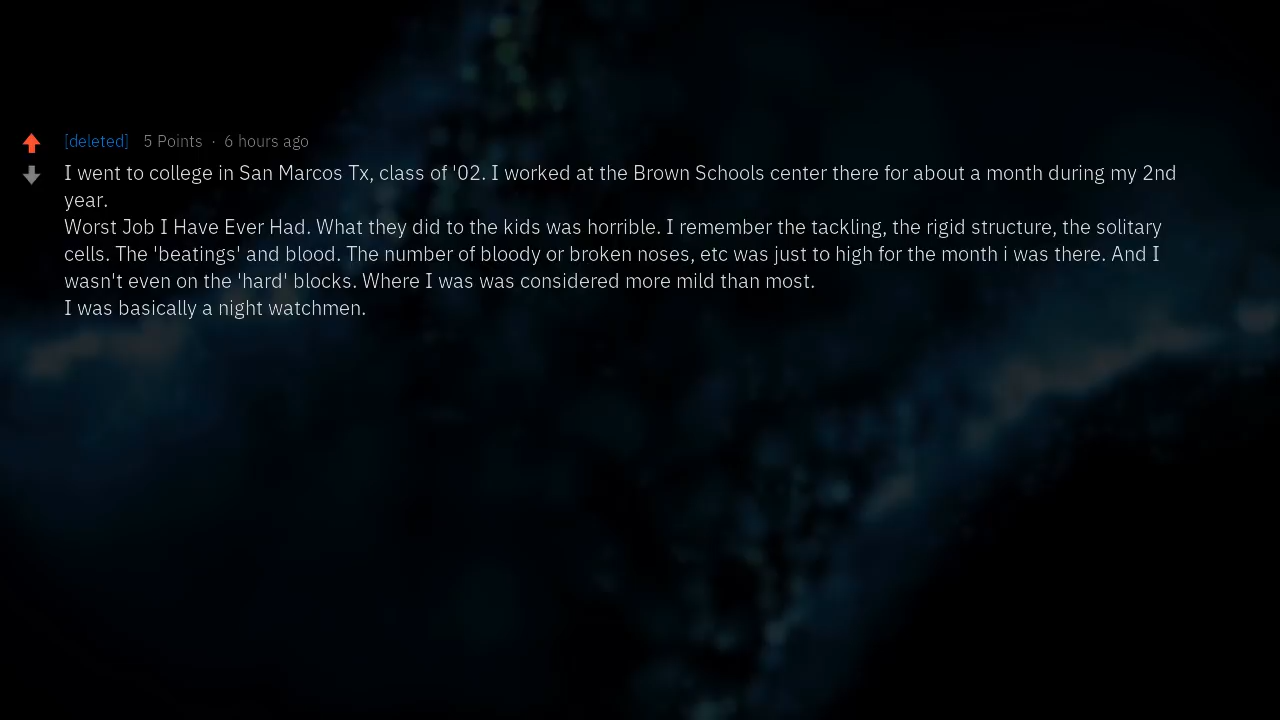 [deleted] 5 Points · 6 hours ago
I went to college in San Marcos Tx, class of '02. I worked at the Brown Schools center there for about a month during my 2nd
year.
Worst Job I Have Ever Had. What they did to the kids was horrible. I remember the tackling, the rigid structure, the solitary
cells. The 'beatings' and blood. The number of bloody or broken noses, etc was just to high for the month i was there. And I
wasn't even on the 'hard' blocks. Where I was was considered more mild than most.
I was basically a night watchmen.